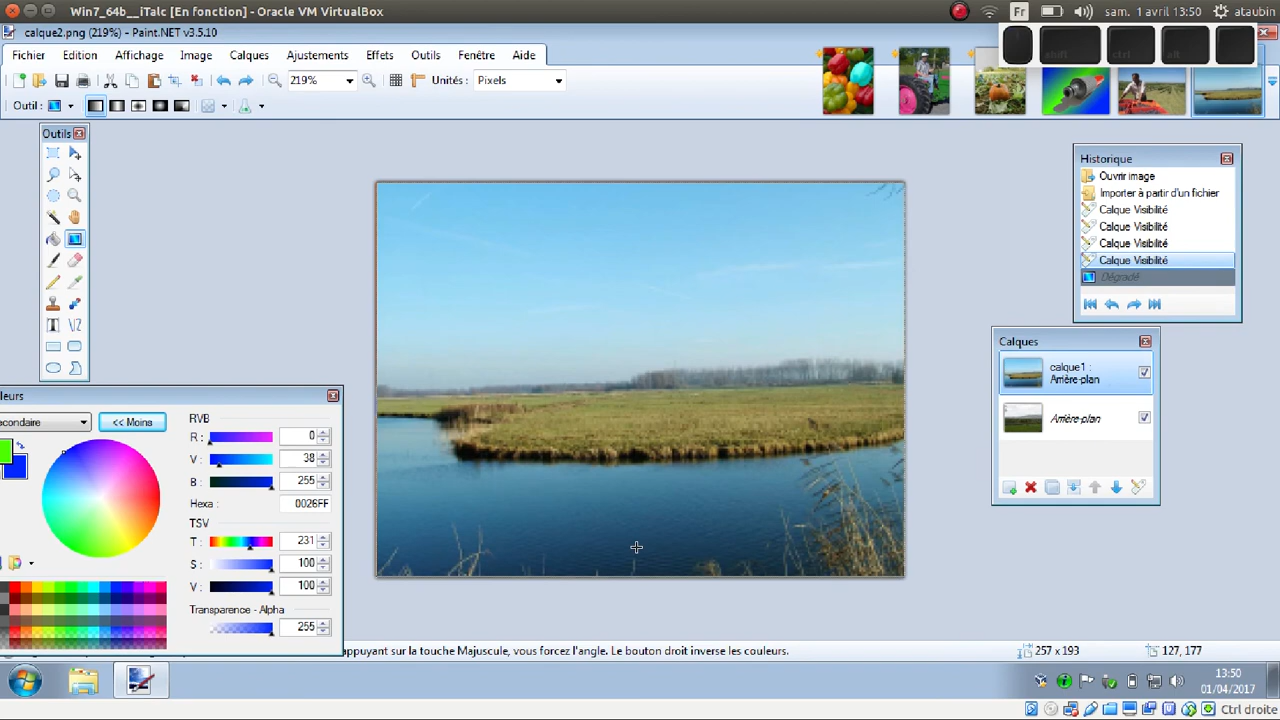 Win7_64b__iTalc [En fonction] - Oracle VM VirtualBox
Fr
sam. 1 avril 13:50
ataubin
calque2.png (219%) - Paint.NET v3.5.10
shift
ctrl
alt
Fichier Edition Affichage Image Calques Ajustements Effets Outils Fenêtre Aide
219%
Unités : Pixels
Outil :
Outils
Historique
Ouvrir image
Importer à partir d'un fichier
Calque Visibilité
Calque Visibilité
Calque Visibilité
Calque Visibilité
Dégradé
Calques
calque1 :
Arrière-plan
Arrière-plan
leurs
condaire
<< Moins
RVB
R : 0
V : 38
B : 255
Hexa : 0026FF
TSV
T : 231
S : 100
V : 100
Transparence - Alpha
255
appuyant sur la touche Majuscule, vous forcez l'angle. Le bouton droit inverse les couleurs.
257 x 193
127, 177
13:50
01/04/2017
Ctrl droite